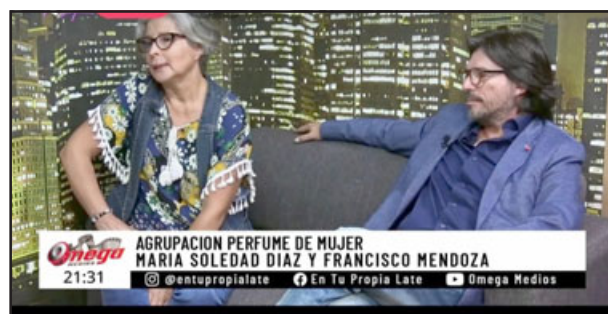 AGRUPACION PERFUME DE MUJER
MARIA SOLEDAD DIAZ Y FRANCISCO MENDOZA
Omega
21:31 @entupropialate En Tu Propia Late Omega Medios